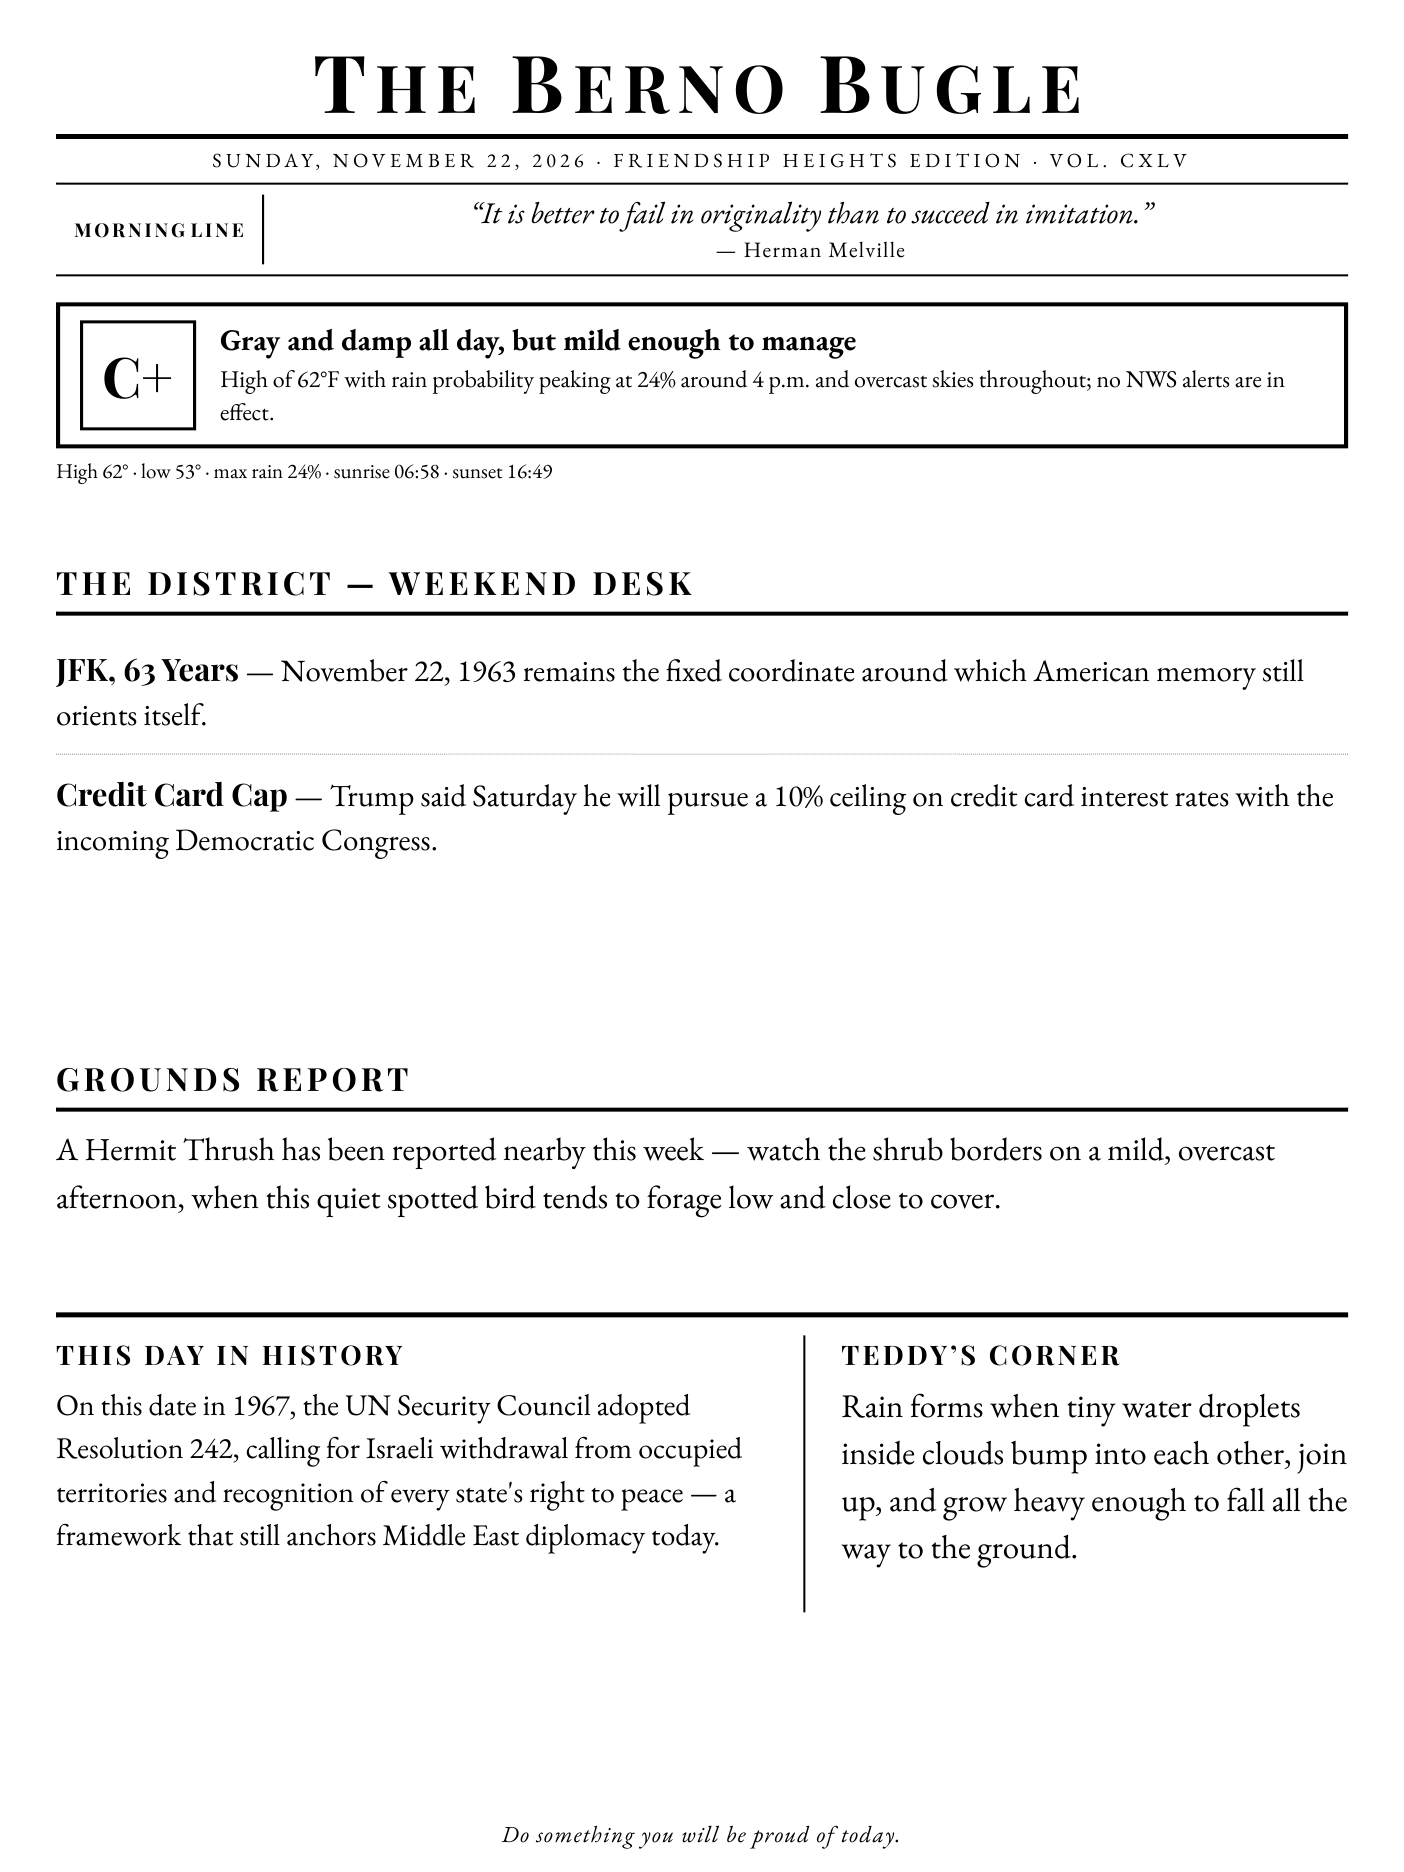 THE BERNO BUGLE
SUNDAY, NOVEMBER 22, 2026 · FRIENDSHIP HEIGHTS EDITION · VOL. CXLV
MORNING LINE
“It is better to fail in originality than to succeed in imitation.”
— Herman Melville
C+
Gray and damp all day, but mild enough to manage
High of 62°F with rain probability peaking at 24% around 4 p.m. and overcast skies throughout; no NWS alerts are in
effect.
High 62° · low 53° · max rain 24% · sunrise 06:58 · sunset 16:49
THE DISTRICT — WEEKEND DESK
JFK, 63 Years — November 22, 1963 remains the fixed coordinate around which American memory still
orients itself.
Credit Card Cap — Trump said Saturday he will pursue a 10% ceiling on credit card interest rates with the
incoming Democratic Congress.
GROUNDS REPORT
A Hermit Thrush has been reported nearby this week — watch the shrub borders on a mild, overcast
afternoon, when this quiet spotted bird tends to forage low and close to cover.
THIS DAY IN HISTORY
On this date in 1967, the UN Security Council adopted
Resolution 242, calling for Israeli withdrawal from occupied
territories and recognition of every state's right to peace — a
framework that still anchors Middle East diplomacy today.
TEDDY’S CORNER
Rain forms when tiny water droplets
inside clouds bump into each other, join
up, and grow heavy enough to fall all the
way to the ground.
Do something you will be proud of today.